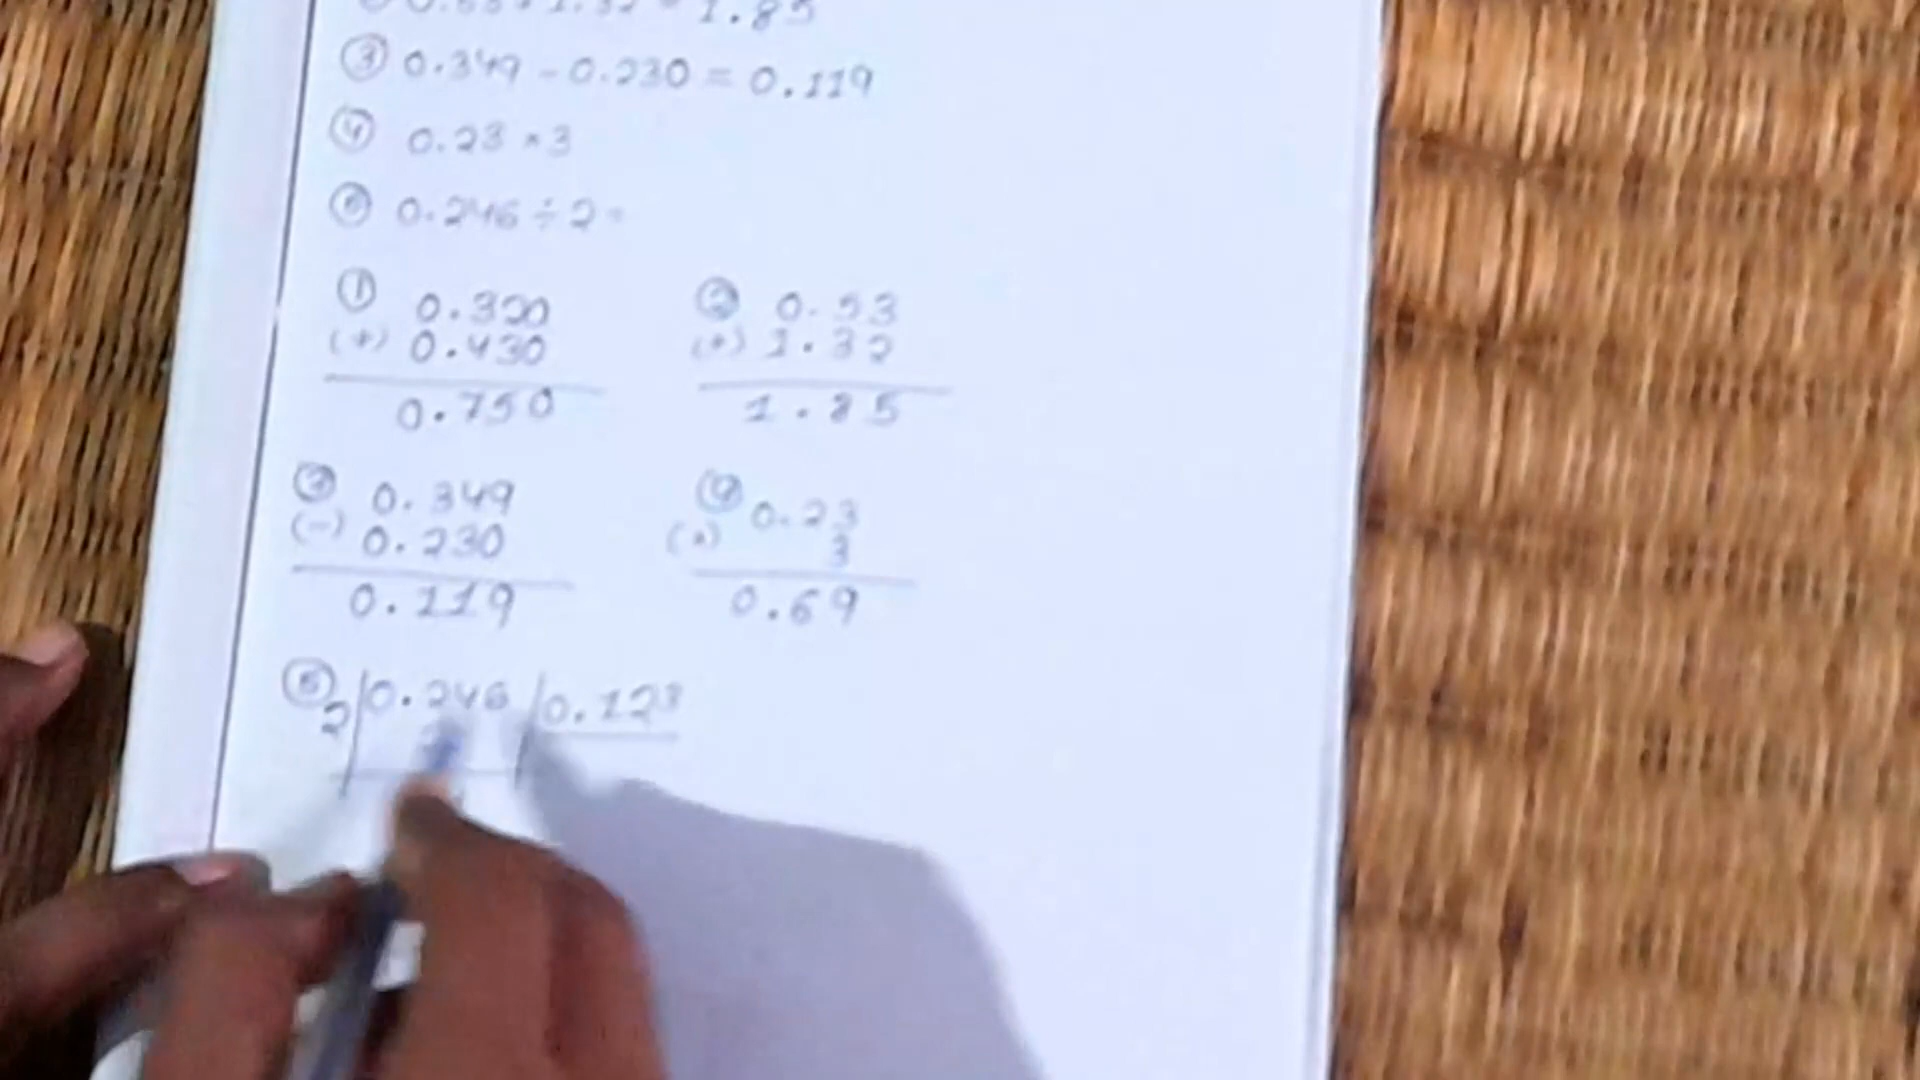 1.85
③ 0.349 - 0.230 = 0.119
④ 0.23 × 3
⑤ 0.246 ÷ 2 =
① 0.320 ② 0.53
(+) 0.430 (+) 1.32
0.750 1.85
③ 0.349 ④ 0.23
(-) 0.230 (×) 3
0.119 0.69
⑤ 2 0.246 0.123